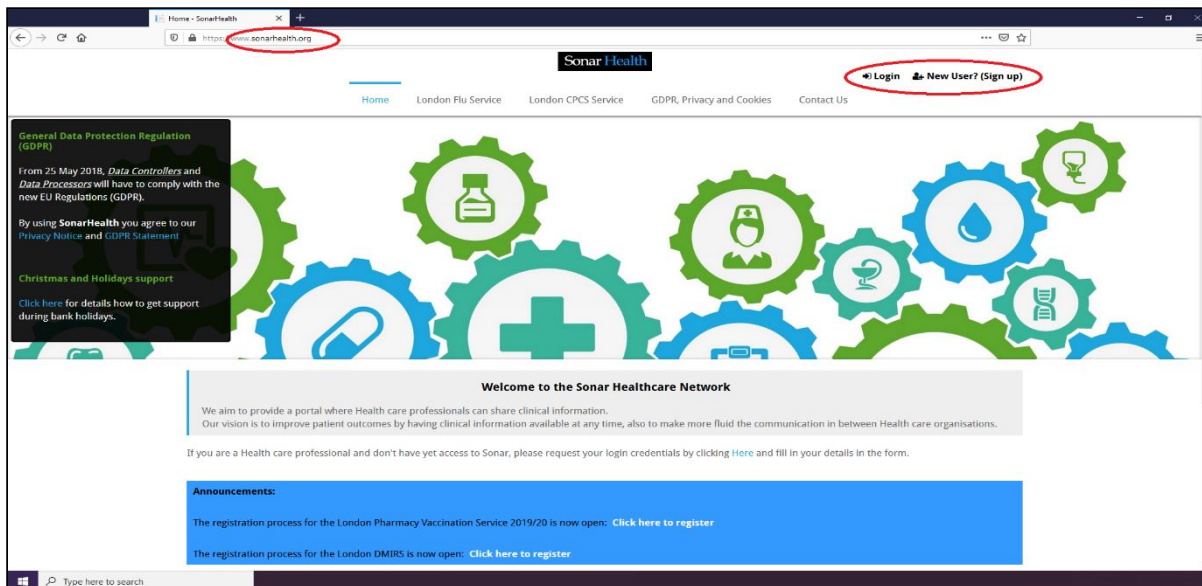 Home - SonarHealth
https://www.sonarhealth.org
Sonar Health
Login New User? (Sign up)
Home London Flu Service London CPCS Service GDPR, Privacy and Cookies Contact Us
General Data Protection Regulation
(GDPR)
From 25 May 2018, Data Controllers and
Data Processors will have to comply with the
new EU Regulations (GDPR).
By using SonarHealth you agree to our
Privacy Notice and GDPR Statement
Christmas and Holidays support
Click here for details how to get support
during bank holidays.
Welcome to the Sonar Healthcare Network
We aim to provide a portal where Health care professionals can share clinical information.
Our vision is to improve patient outcomes by having clinical information available at any time, also to make more fluid the communication in between Health care organisations.
If you are a Health care professional and don't have yet access to Sonar, please request your login credentials by clicking Here and fill in your details in the form.
Announcements:
The registration process for the London Pharmacy Vaccination Service 2019/20 is now open: Click here to register
The registration process for the London DMIRS is now open: Click here to register
Type here to search